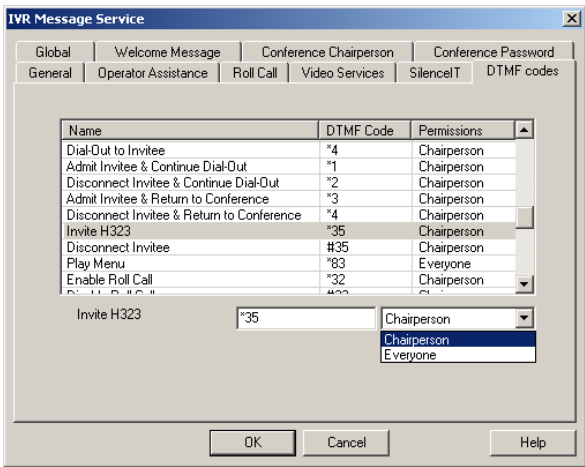 IVR Message Service
Global Welcome Message Conference Chairperson Conference Password
General Operator Assistance Roll Call Video Services SilenceIT DTMF codes
Name DTMF Code Permissions
Dial-Out to Invitee *4 Chairperson
Admit Invitee & Continue Dial-Out *1 Chairperson
Disconnect Invitee & Continue Dial-Out *2 Chairperson
Admit Invitee & Return to Conference *3 Chairperson
Disconnect Invitee & Return to Conference *4 Chairperson
Invite H323 *35 Chairperson
Disconnect Invitee #35 Chairperson
Play Menu *83 Everyone
Enable Roll Call *32 Chairperson
Invite H323 *35 Chairperson
Chairperson
Everyone
OK Cancel Help